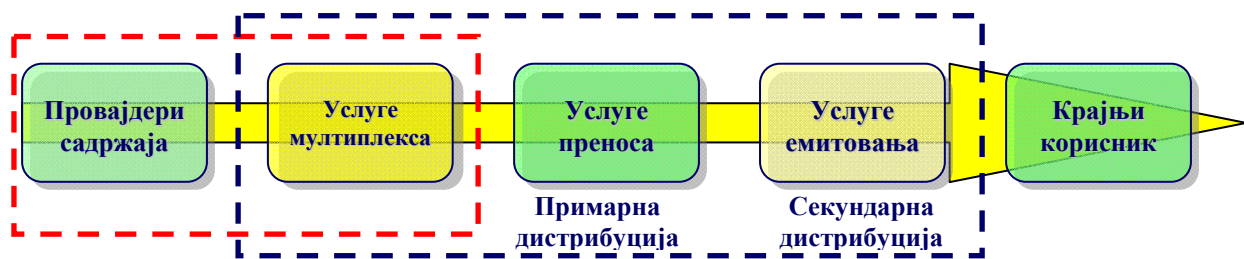 Провајдери
садржаја
Услуге
мултиплекса
Услуге
преноса
Услуге
емитовања
Крајњи
корисник
Примарна
дистрибуција
Секундарна
дистрибуција